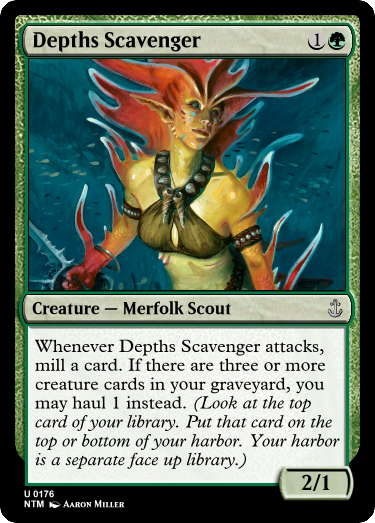 Depths Scavenger 1
Creature — Merfolk Scout
Whenever Depths Scavenger attacks,
mill a card. If there are three or more
creature cards in your graveyard, you
may haul 1 instead. (Look at the top
card of your library. Put that card on the
top or bottom of your harbor. Your harbor
is a separate face up library.)
2/1
U 0176
NTM Aaron Miller